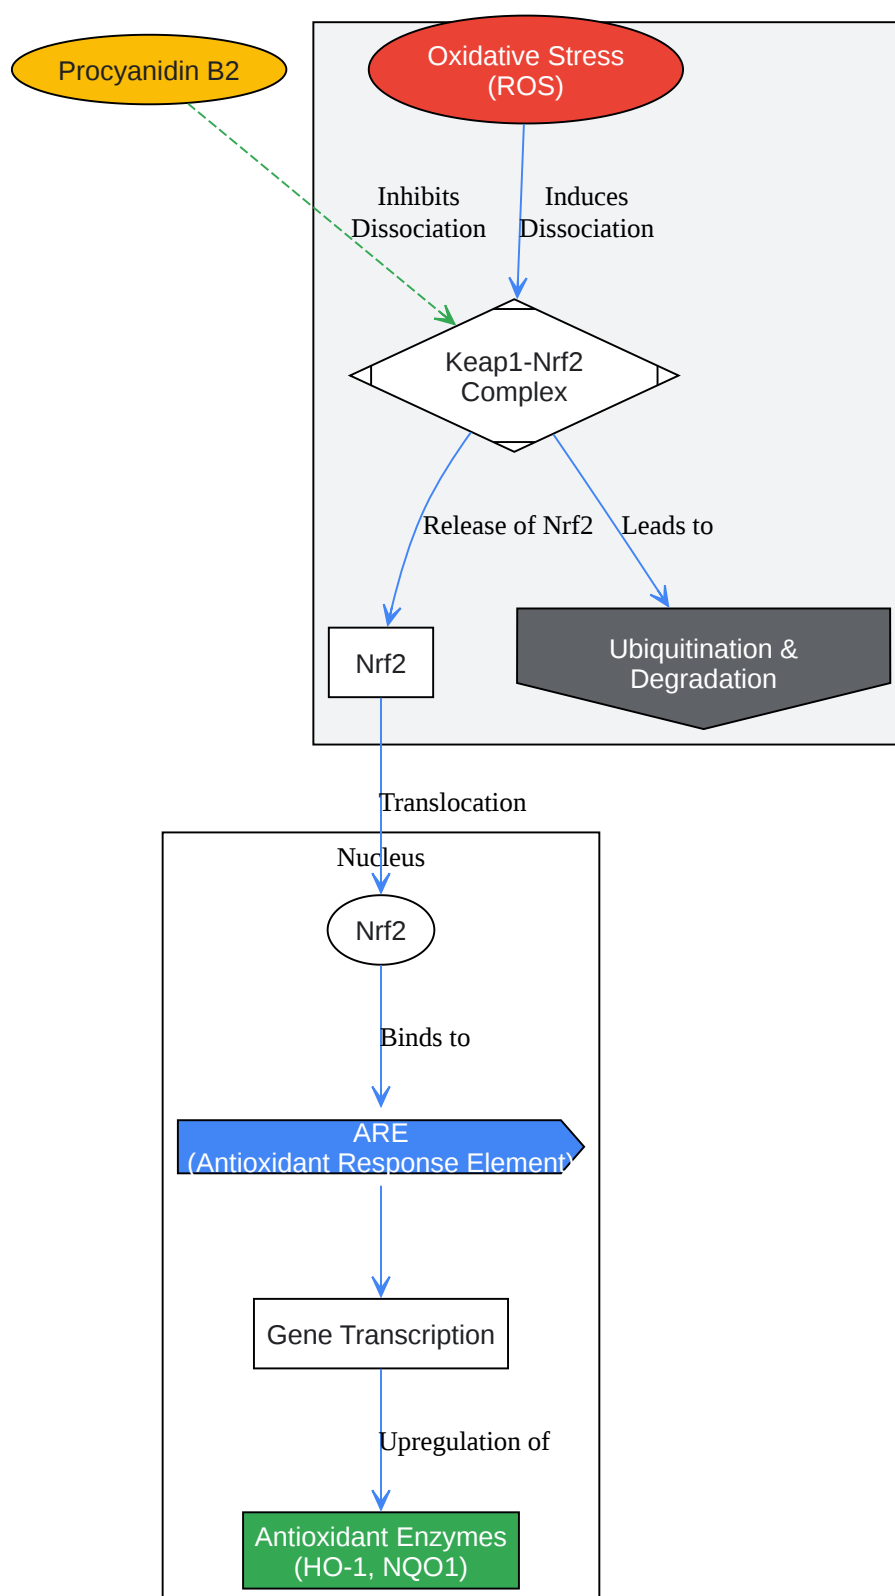 Procyanidin B2
Oxidative Stress
(ROS)
Inhibits
Dissociation
Induces
Dissociation
Keap1-Nrf2
Complex
Release of Nrf2
Leads to
Nrf2
Ubiquitination &
Degradation
Translocation
Nucleus
Nrf2
Binds to
ARE
(Antioxidant Response Element)
Gene Transcription
Upregulation of
Antioxidant Enzymes
(HO-1, NQO1)